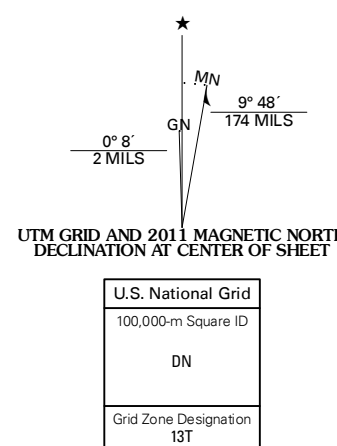 ★
MN
GN
9° 48´
174 MILS
0° 8´
2 MILS
UTM GRID AND 2011 MAGNETIC NORTH
DECLINATION AT CENTER OF SHEET
U.S. National Grid
100,000-m Square ID
DN
Grid Zone Designation
13T